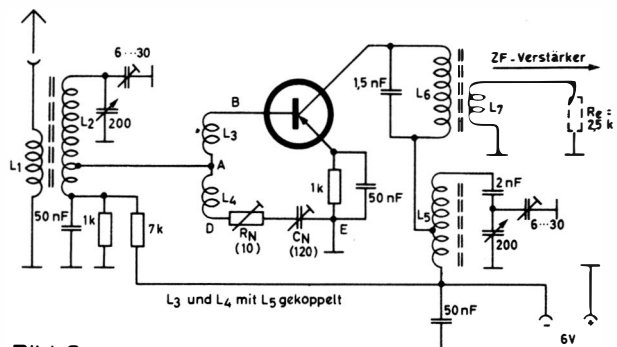 6...30
ZF-Verstärker
L2
200
B
1,5 nF
L6
L7
Re =
2,5 k
L3
A
L1
L4
1k
50 nF
2 nF
50 nF
1k
7k
D
RN
(10)
CN
(120)
E
L5
6...30
200
L3 und L4 mit L5 gekoppelt
50 nF
-
+
6V